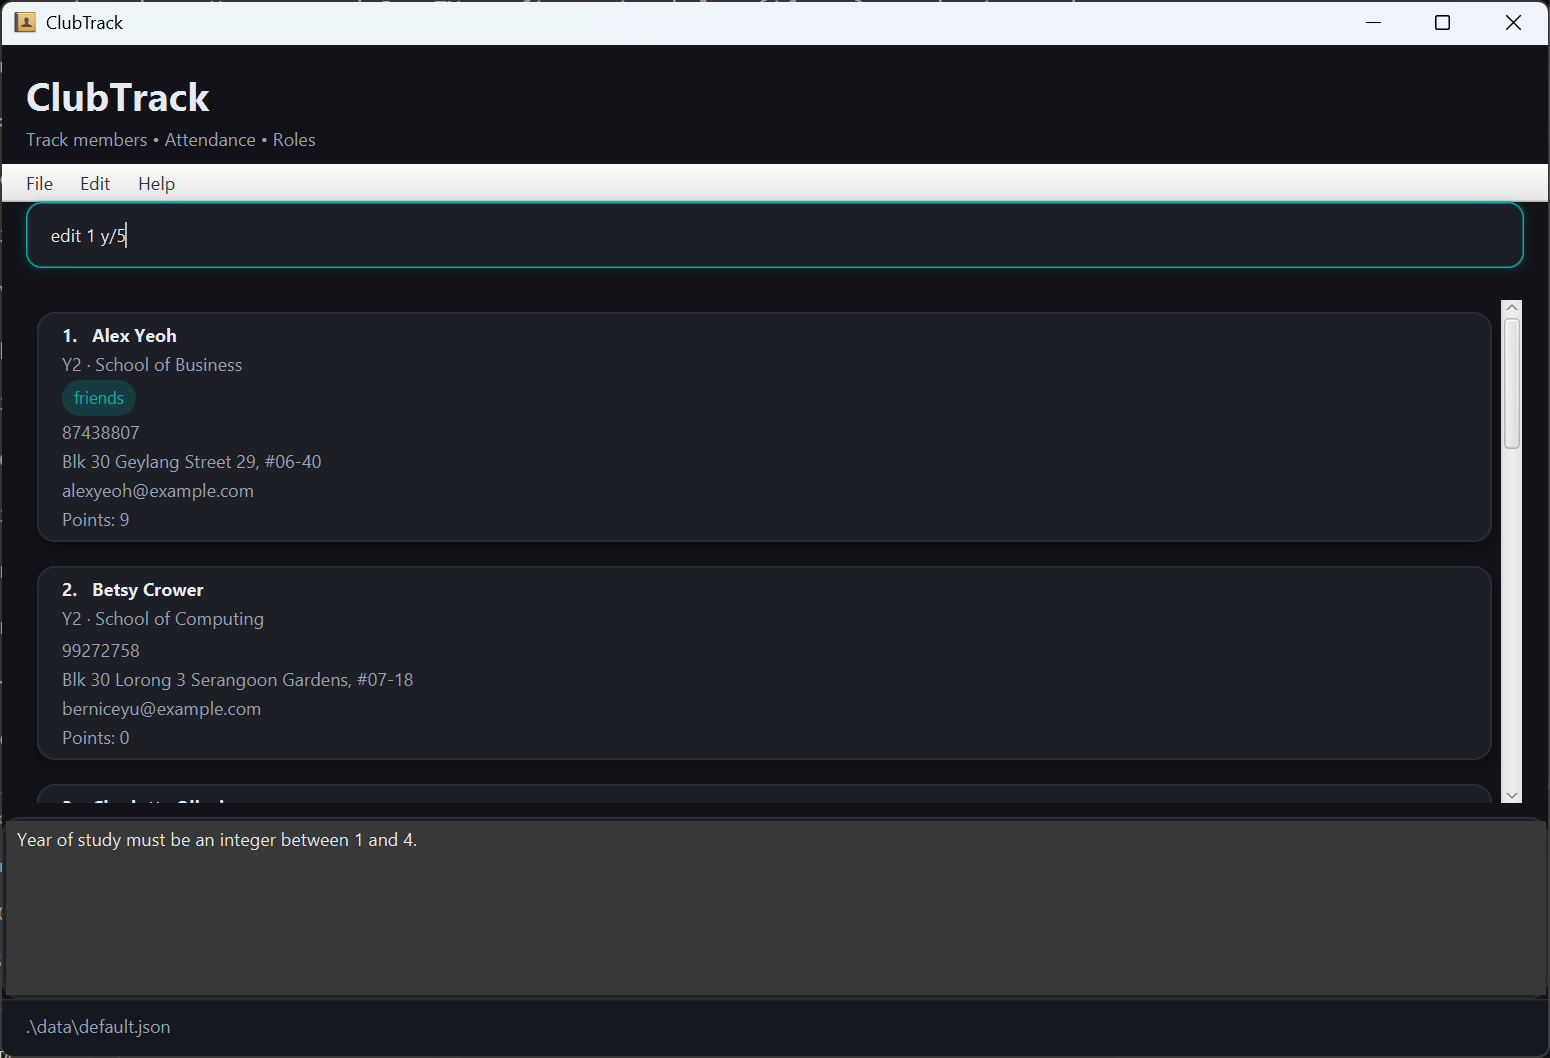 ClubTrack
ClubTrack
Track members • Attendance • Roles
File Edit Help
edit 1 y/5
1. Alex Yeoh
Y2 · School of Business
friends
87438807
Blk 30 Geylang Street 29, #06-40
alexyeoh@example.com
Points: 9
2. Betsy Crower
Y2 · School of Computing
99272758
Blk 30 Lorong 3 Serangoon Gardens, #07-18
berniceyu@example.com
Points: 0
Year of study must be an integer between 1 and 4.
.\data\default.json